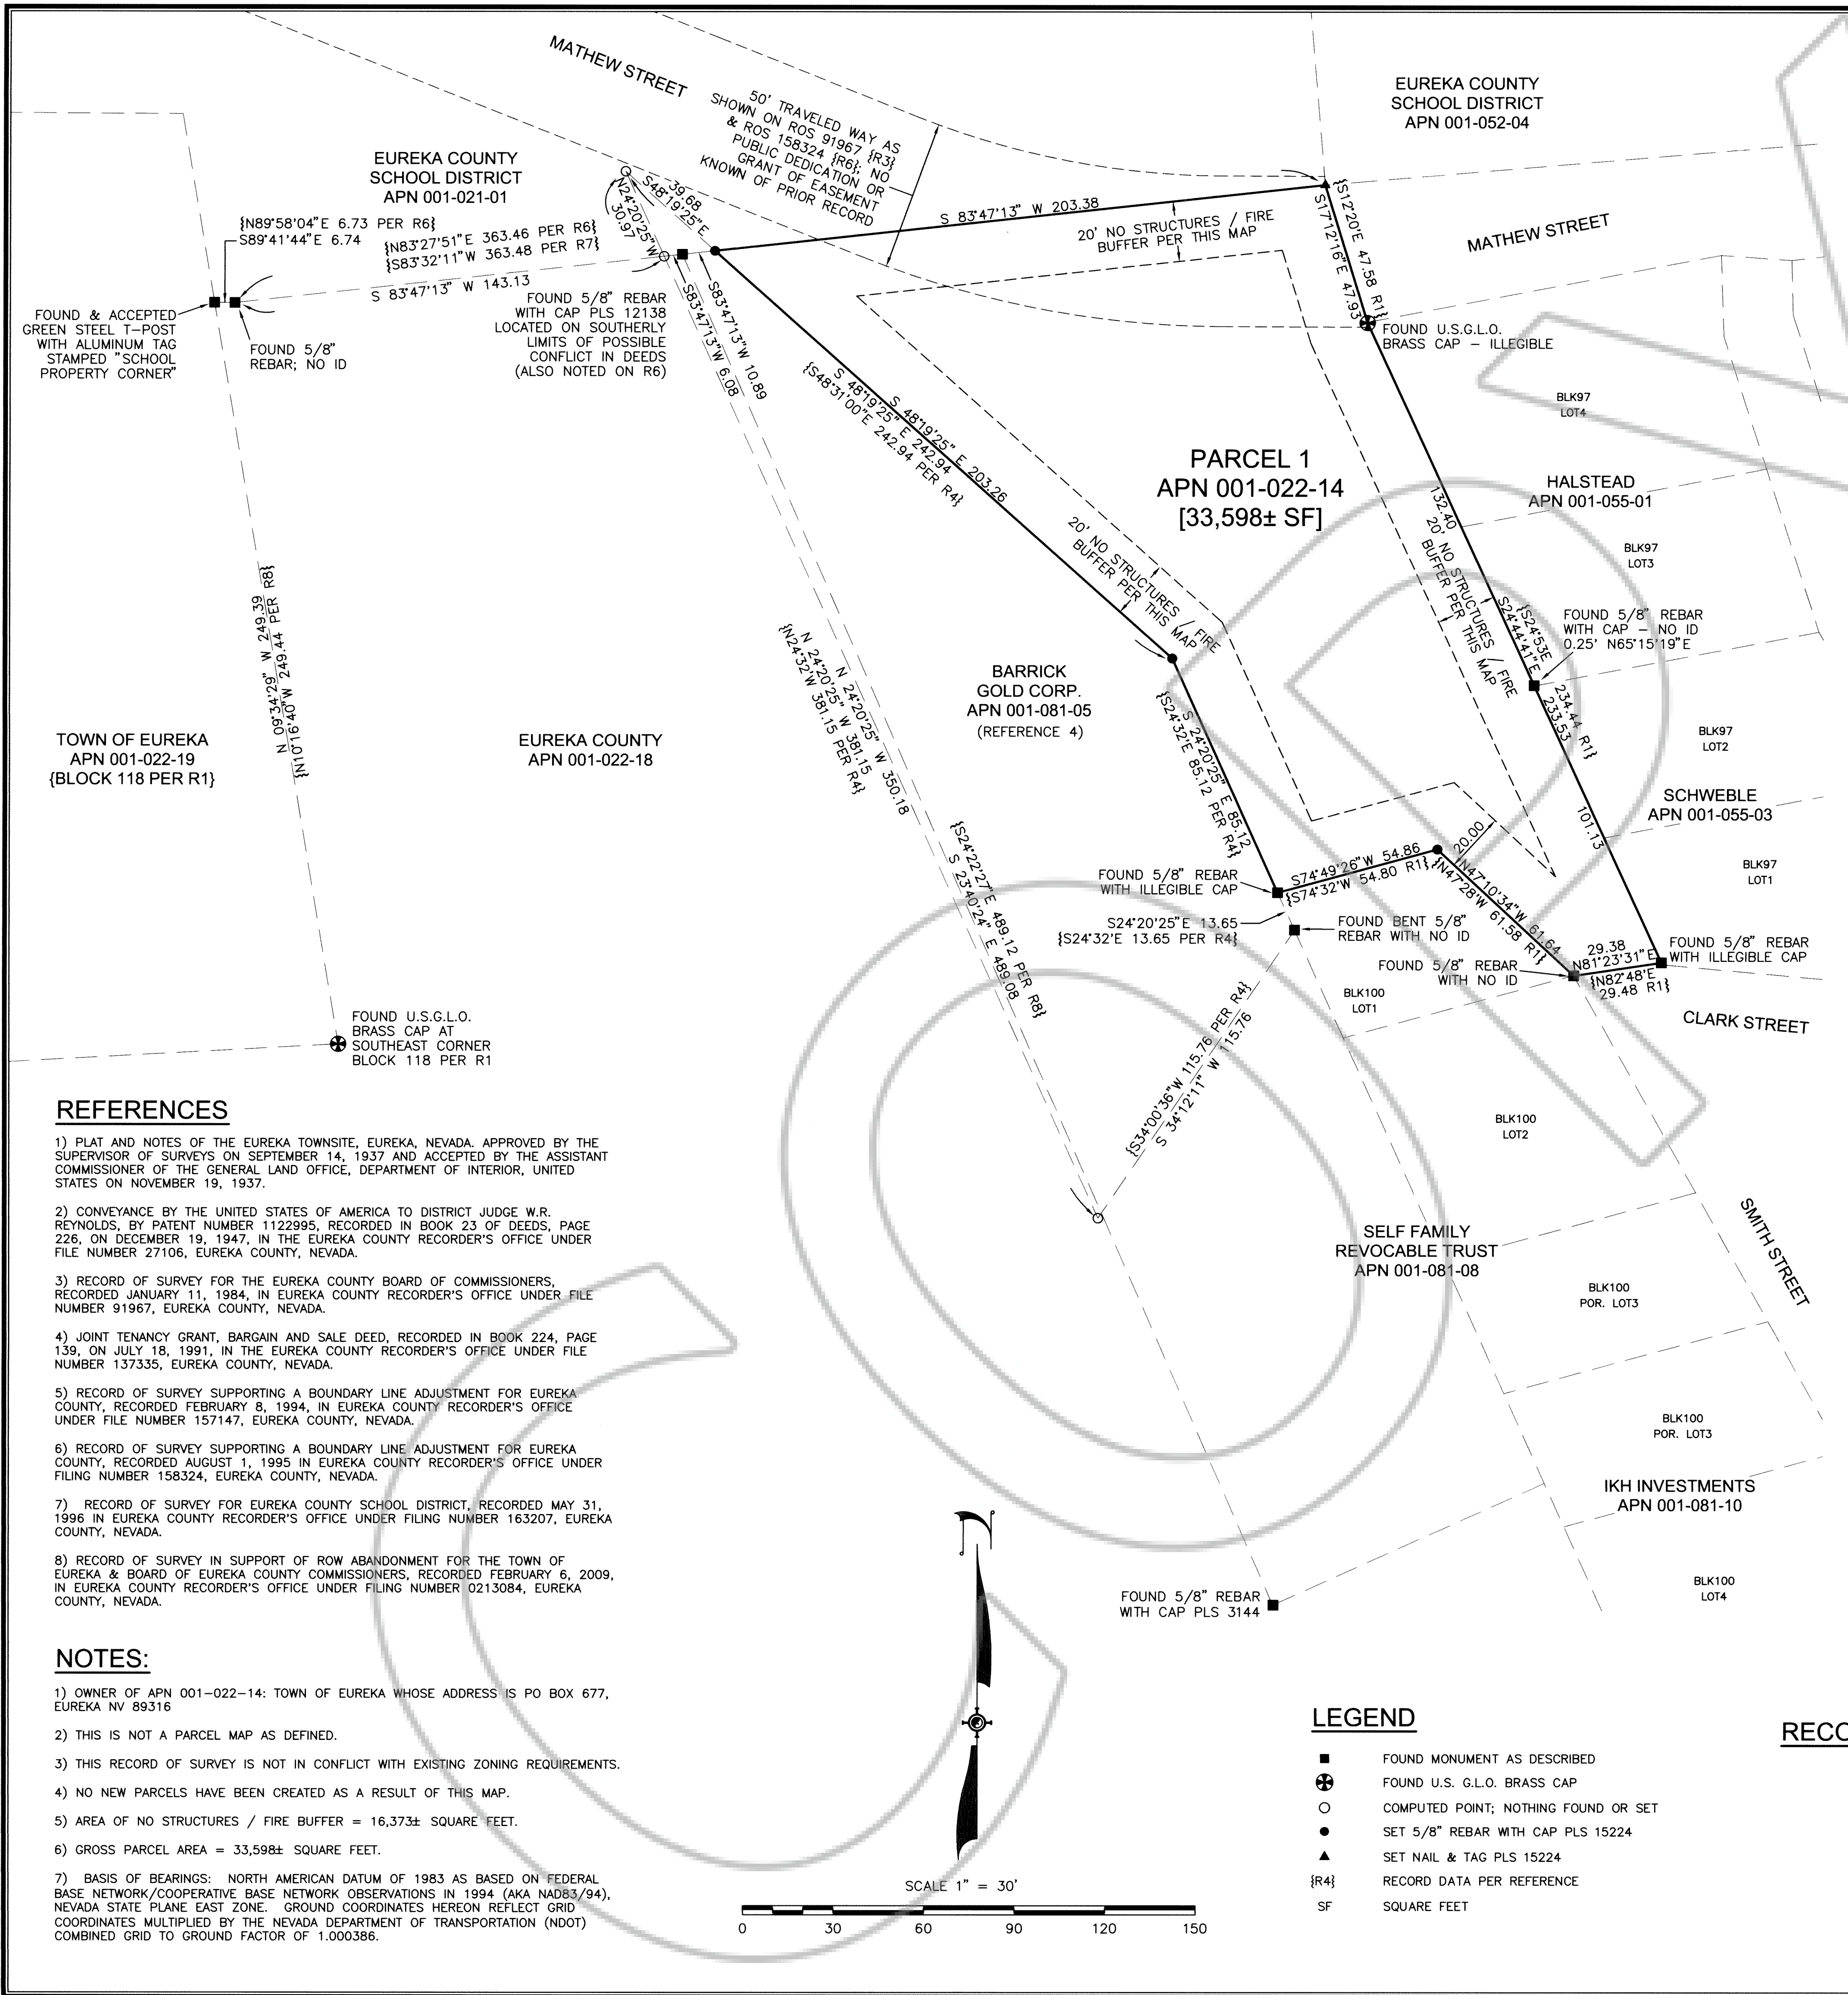 MATHEW STREET
50' TRAVELED WAY AS
SHOWN ON ROS 91967 {R3}
& ROS 158324 {R6}; NO
PUBLIC DEDICATION OR
GRANT OF EASEMENT
KNOWN OF PRIOR RECORD
EUREKA COUNTY
SCHOOL DISTRICT
APN 001-052-04
EUREKA COUNTY
SCHOOL DISTRICT
APN 001-021-01
{N89°58'04"E 6.73 PER R6}
S89°41'44"E 6.74
{N83°27'51"E 363.46 PER R6}
{S83°32'11"W 363.48 PER R7}
S 83°47'13" W 143.13
39.68
S48°19'25"E
N24°20'25"W
30.97
S 83°47'13" W 203.38
20' NO STRUCTURES / FIRE
BUFFER PER THIS MAP
{S12°20'E 47.58 R1}
S17°12'16"E 47.93
MATHEW STREET
FOUND & ACCEPTED
GREEN STEEL T-POST
WITH ALUMINUM TAG
STAMPED "SCHOOL
PROPERTY CORNER"
FOUND 5/8"
REBAR; NO ID
FOUND 5/8" REBAR
WITH CAP PLS 12138
LOCATED ON SOUTHERLY
LIMITS OF POSSIBLE
CONFLICT IN DEEDS
(ALSO NOTED ON R6)
S83°47'13"W 10.89
S83°47'13"W 6.08
FOUND U.S.G.L.O.
BRASS CAP - ILLEGIBLE
S 48°19'25" E 203.26
S 48°19'25" E 242.94
{S48°31'00"E 242.94 PER R4}
BLK97
LOT4
PARCEL 1
APN 001-022-14
[33,598± SF]
HALSTEAD
APN 001-055-01
132.40
20' NO STRUCTURES / FIRE
BUFFER PER THIS MAP
20' NO STRUCTURES / FIRE
BUFFER PER THIS MAP
BLK97
LOT3
{S24°53E 234.44 R1}
S24°44'41"E 233.53
FOUND 5/8" REBAR
WITH CAP - NO ID
0.25' N65°15'19"E
N 09°34'29" W 249.39
{N10°16'40"W 249.44 PER R8}
N 24°20'25" W 350.18
N 24°20'25" W 381.15
{N24°32'W 381.15 PER R4}
BARRICK
GOLD CORP.
APN 001-081-05
(REFERENCE 4)
S 24°20'25" E 85.12
{S24°32'E 85.12 PER R4}
BLK97
LOT2
TOWN OF EUREKA
APN 001-022-19
{BLOCK 118 PER R1}
EUREKA COUNTY
APN 001-022-18
SCHWEBLE
APN 001-055-03
101.13
BLK97
LOT1
{S24°22'27"E 489.12 PER R8}
S 23°40'24" E 489.08
FOUND 5/8" REBAR
WITH ILLEGIBLE CAP
S74°49'26"W 54.86
{S74°32'W 54.80 R1}
20.00
N47°10'34"W 61.64
{N47°28'W 61.58 R1}
S24°20'25"E 13.65
{S24°32'E 13.65 PER R4}
FOUND BENT 5/8"
REBAR WITH NO ID
FOUND 5/8" REBAR
WITH NO ID
29.38
N81°23'31"E
{N82°48'E
29.48 R1}
FOUND 5/8" REBAR
WITH ILLEGIBLE CAP
BLK100
LOT1
CLARK STREET
FOUND U.S.G.L.O.
BRASS CAP AT
SOUTHEAST CORNER
BLOCK 118 PER R1
{S34°00'36"W 115.76 PER R4}
S 34°12'11" W 115.76
BLK100
LOT2
SELF FAMILY
REVOCABLE TRUST
APN 001-081-08
SMITH STREET
BLK100
POR. LOT3
BLK100
POR. LOT3
IKH INVESTMENTS
APN 001-081-10
BLK100
LOT4
FOUND 5/8" REBAR
WITH CAP PLS 3144
REFERENCES
1) PLAT AND NOTES OF THE EUREKA TOWNSITE, EUREKA, NEVADA. APPROVED BY THE
SUPERVISOR OF SURVEYS ON SEPTEMBER 14, 1937 AND ACCEPTED BY THE ASSISTANT
COMMISSIONER OF THE GENERAL LAND OFFICE, DEPARTMENT OF INTERIOR, UNITED
STATES ON NOVEMBER 19, 1937.
2) CONVEYANCE BY THE UNITED STATES OF AMERICA TO DISTRICT JUDGE W.R.
REYNOLDS, BY PATENT NUMBER 1122995, RECORDED IN BOOK 23 OF DEEDS, PAGE
226, ON DECEMBER 19, 1947, IN THE EUREKA COUNTY RECORDER'S OFFICE UNDER
FILE NUMBER 27106, EUREKA COUNTY, NEVADA.
3) RECORD OF SURVEY FOR THE EUREKA COUNTY BOARD OF COMMISSIONERS,
RECORDED JANUARY 11, 1984, IN EUREKA COUNTY RECORDER'S OFFICE UNDER FILE
NUMBER 91967, EUREKA COUNTY, NEVADA.
4) JOINT TENANCY GRANT, BARGAIN AND SALE DEED, RECORDED IN BOOK 224, PAGE
139, ON JULY 18, 1991, IN THE EUREKA COUNTY RECORDER'S OFFICE UNDER FILE
NUMBER 137335, EUREKA COUNTY, NEVADA.
5) RECORD OF SURVEY SUPPORTING A BOUNDARY LINE ADJUSTMENT FOR EUREKA
COUNTY, RECORDED FEBRUARY 8, 1994, IN EUREKA COUNTY RECORDER'S OFFICE
UNDER FILE NUMBER 157147, EUREKA COUNTY, NEVADA.
6) RECORD OF SURVEY SUPPORTING A BOUNDARY LINE ADJUSTMENT FOR EUREKA
COUNTY, RECORDED AUGUST 1, 1995 IN EUREKA COUNTY RECORDER'S OFFICE UNDER
FILING NUMBER 158324, EUREKA COUNTY, NEVADA.
7) RECORD OF SURVEY FOR EUREKA COUNTY SCHOOL DISTRICT, RECORDED MAY 31,
1996 IN EUREKA COUNTY RECORDER'S OFFICE UNDER FILING NUMBER 163207, EUREKA
COUNTY, NEVADA.
8) RECORD OF SURVEY IN SUPPORT OF ROW ABANDONMENT FOR THE TOWN OF
EUREKA & BOARD OF EUREKA COUNTY COMMISSIONERS, RECORDED FEBRUARY 6, 2009,
IN EUREKA COUNTY RECORDER'S OFFICE UNDER FILING NUMBER 0213084, EUREKA
COUNTY, NEVADA.
NOTES:
1) OWNER OF APN 001-022-14: TOWN OF EUREKA WHOSE ADDRESS IS PO BOX 677,
EUREKA NV 89316
2) THIS IS NOT A PARCEL MAP AS DEFINED.
3) THIS RECORD OF SURVEY IS NOT IN CONFLICT WITH EXISTING ZONING REQUIREMENTS.
4) NO NEW PARCELS HAVE BEEN CREATED AS A RESULT OF THIS MAP.
5) AREA OF NO STRUCTURES / FIRE BUFFER = 16,373± SQUARE FEET.
6) GROSS PARCEL AREA = 33,598± SQUARE FEET.
7) BASIS OF BEARINGS: NORTH AMERICAN DATUM OF 1983 AS BASED ON FEDERAL
BASE NETWORK/COOPERATIVE BASE NETWORK OBSERVATIONS IN 1994 (AKA NAD83/94),
NEVADA STATE PLANE EAST ZONE. GROUND COORDINATES HEREON REFLECT GRID
COORDINATES MULTIPLIED BY THE NEVADA DEPARTMENT OF TRANSPORTATION (NDOT)
COMBINED GRID TO GROUND FACTOR OF 1.000386.
N
SCALE 1" = 30'
0 30 60 90 120 150
LEGEND
FOUND MONUMENT AS DESCRIBED
FOUND U.S. G.L.O. BRASS CAP
COMPUTED POINT; NOTHING FOUND OR SET
SET 5/8" REBAR WITH CAP PLS 15224
SET NAIL & TAG PLS 15224
{R4} RECORD DATA PER REFERENCE
SF SQUARE FEET
RECO